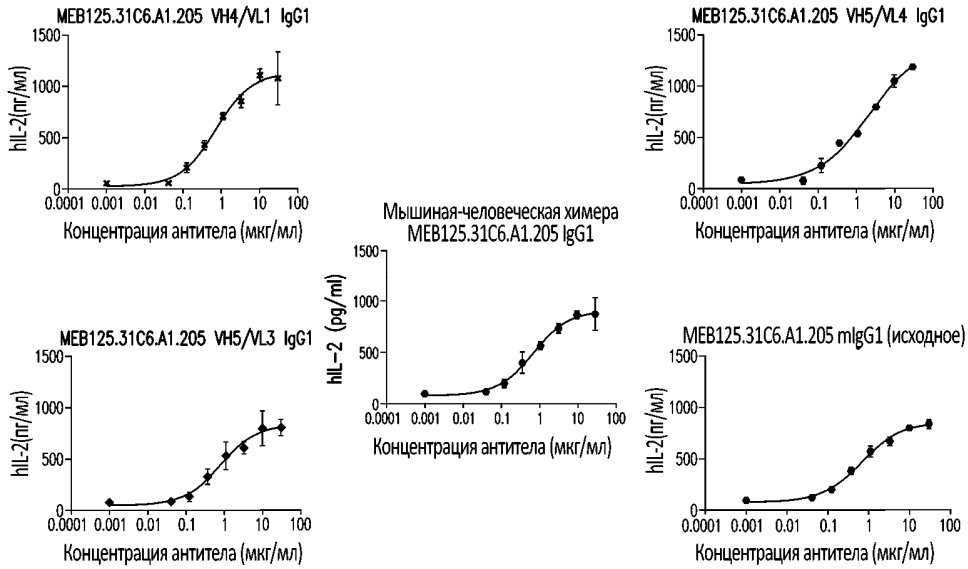 MEB125.31C6.A1.205 VH4/VL1 IgG1
1500
1000
500
0
hIL-2(пг/мл)
0.0001 0.001 0.01 0.1 1 10 100
Концентрация антитела (мкг/мл)
MEB125.31C6.A1.205 VH5/VL4 IgG1
1500
1000
500
0
hIL-2(пг/мл)
0.0001 0.001 0.01 0.1 1 10 100
Концентрация антитела (мкг/мл)
Мышиная-человеческая химера
MEB125.31C6.A1.205 IgG1
1500
1000
500
0
hIL-2 (pg/ml)
0.0001 0.001 0.01 0.1 1 10 100
Концентрация антитела (мкг/мл)
MEB125.31C6.A1.205 VH5/VL3 IgG1
1500
1000
500
0
hIL-2(пг/мл)
0.0001 0.001 0.01 0.1 1 10 100
Концентрация антитела (мкг/мл)
MEB125.31C6.A1.205 mIgG1 (исходное)
1500
1000
500
0
hIL-2(пг/мл)
0.0001 0.001 0.01 0.1 1 10 100
Концентрация антитела (мкг/мл)